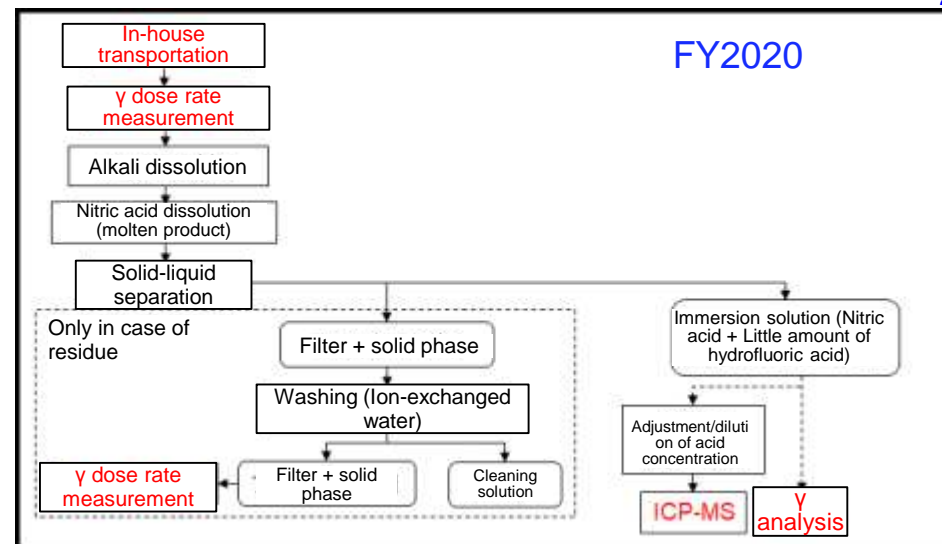 In-house
transportation
FY2020
γ dose rate
measurement
Alkali dissolution
Nitric acid dissolution
(molten product)
Solid-liquid
separation
Only in case of
residue
Filter + solid phase
Immersion solution (Nitric
acid + Little amount of
hydrofluoric acid)
Washing (Ion-exchanged
water)
Adjustment/diluti
on of acid
concentration
γ dose rate
measurement
Filter + solid
phase
Cleaning
solution
ICP-MS
γ
analysis